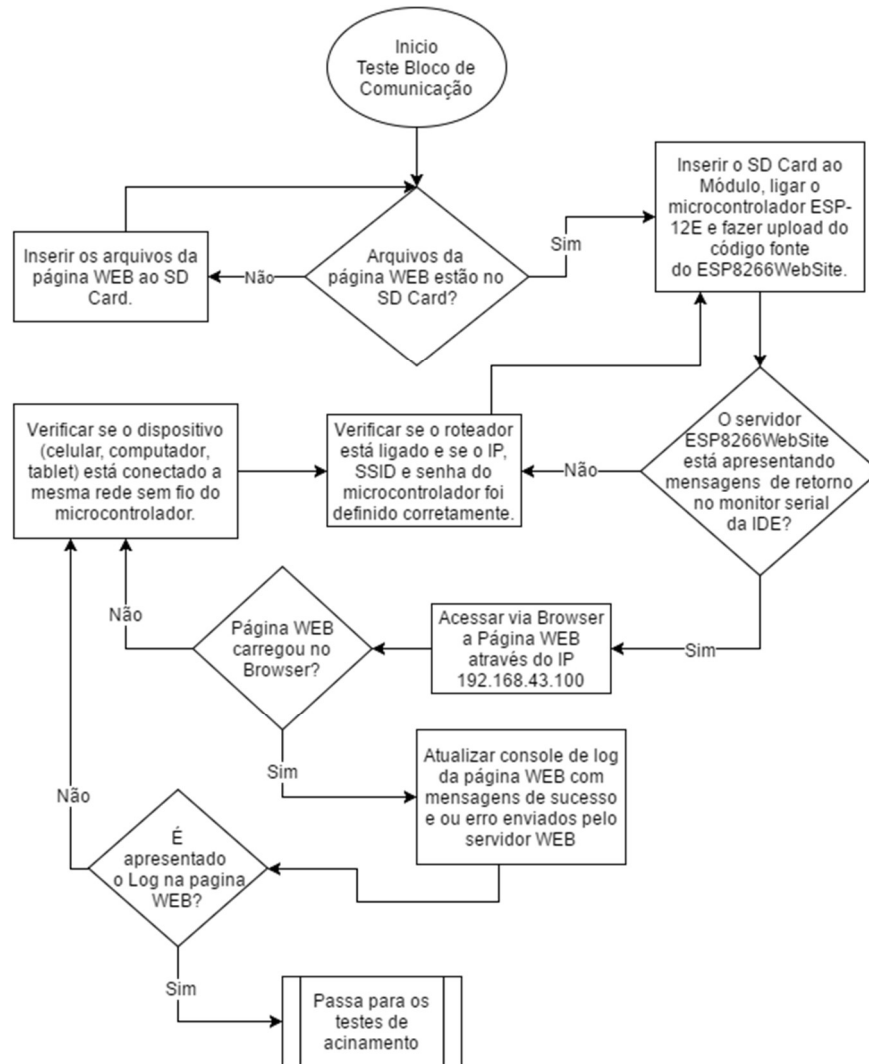 Inicio
Teste Bloco de
Comunicação
Inserir o SD Card ao
Módulo, ligar o
microcontrolador ESP-
12E e fazer upload do
código fonte
do ESP8266WebSite.
Sim
Arquivos da
página WEB estão no
SD Card?
Não
Inserir os arquivos da
página WEB ao SD
Card.
Verificar se o dispositivo
(celular, computador,
tablet) está conectado a
mesma rede sem fio do
microcontrolador.
Verificar se o roteador
está ligado e se o IP,
SSID e senha do
microcontrolador foi
definido corretamente.
Não
O servidor
ESP8266WebSite
está apresentando
mensagens de retorno
no monitor serial
da IDE?
Sim
Acessar via Browser
a Página WEB
através do IP
192.168.43.100
Página WEB
carregou no
Browser?
Não
Sim
Atualizar console de log
da página WEB com
mensagens de sucesso
e ou erro enviados pelo
servidor WEB
Não
É
apresentado
o Log na pagina
WEB?
Sim
Passa para os
testes de
acinamento